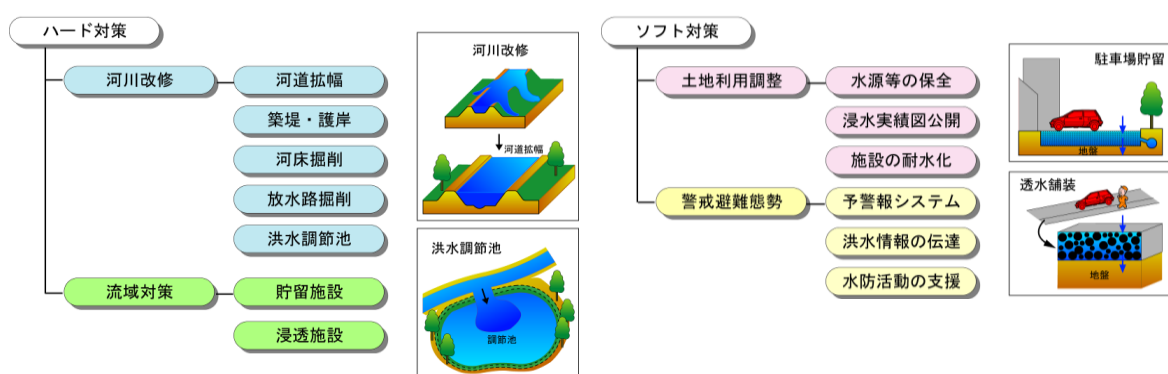 ハード対策
河川改修
河道拡幅
築堤・護岸
河床掘削
放水路掘削
洪水調節池
流域対策
貯留施設
浸透施設
河川改修
河道拡幅
洪水調節池
調節池
ソフト対策
土地利用調整
水源等の保全
浸水実績図公開
施設の耐水化
警戒避難態勢
予警報システム
洪水情報の伝達
水防活動の支援
駐車場貯留
地盤
透水舗装
地盤